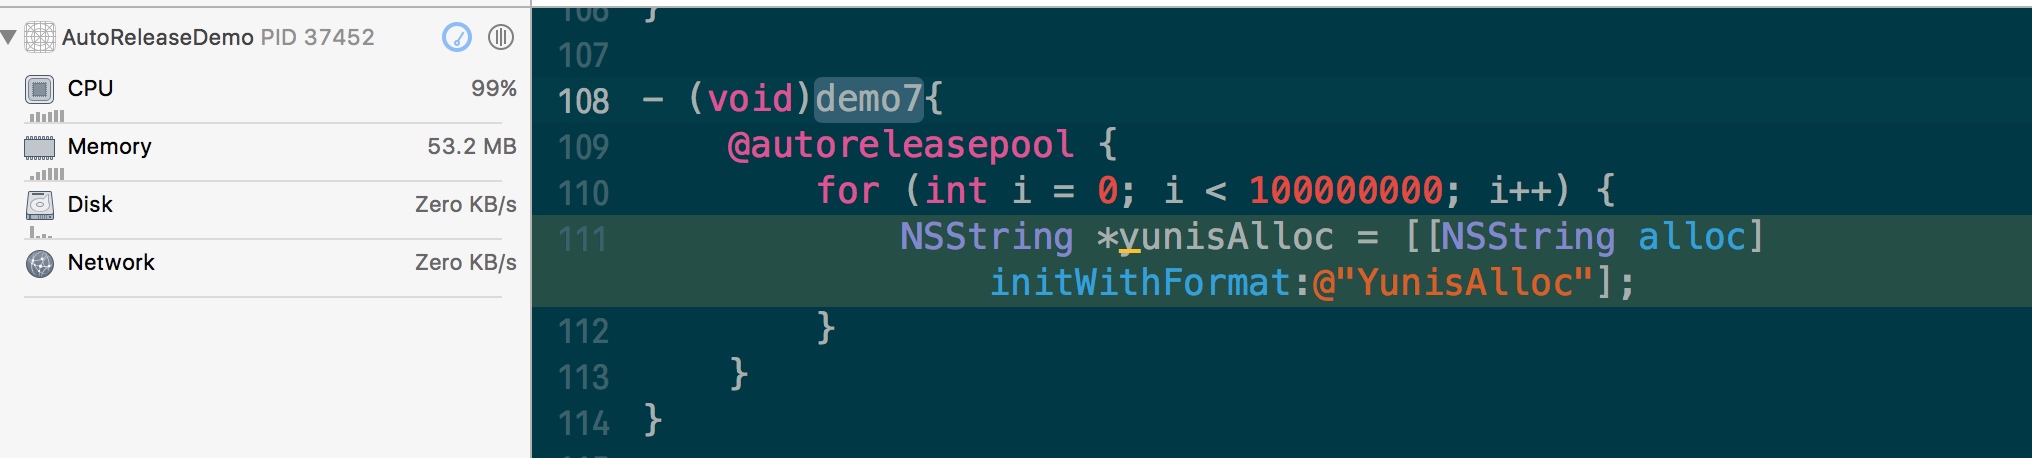 AutoReleaseDemo PID 37452
CPU 99%
Memory 53.2 MB
Disk Zero KB/s
Network Zero KB/s
106 }
107
108 - (void)demo7{
109 @autoreleasepool {
110 for (int i = 0; i < 100000000; i++) {
111 NSString *yunisAlloc = [[NSString alloc]
initWithFormat:@"YunisAlloc"];
112 }
113 }
114 }